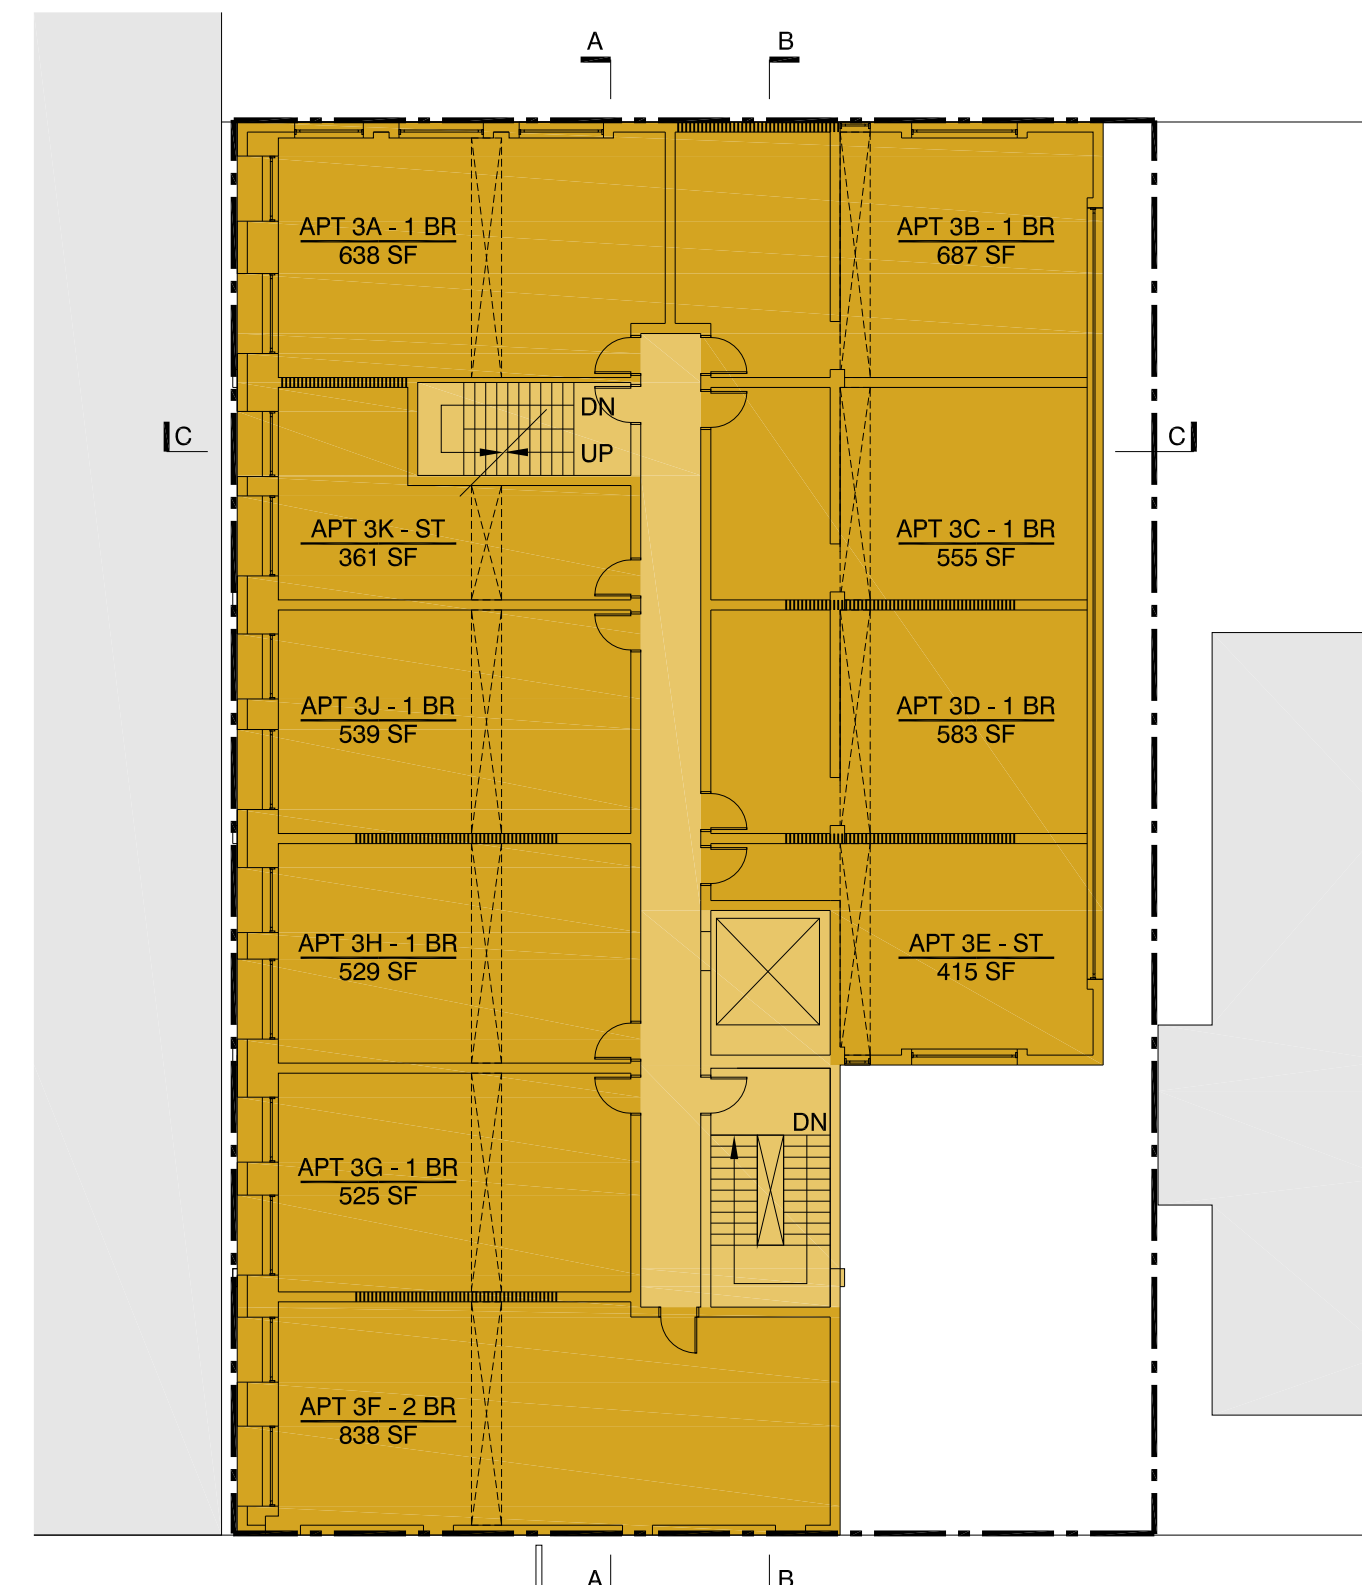 A
B
APT 3A - 1 BR
638 SF
APT 3B - 1 BR
687 SF
DN
UP
C
C
APT 3K - ST
361 SF
APT 3C - 1 BR
555 SF
APT 3J - 1 BR
539 SF
APT 3D - 1 BR
583 SF
APT 3H - 1 BR
529 SF
APT 3E - ST
415 SF
DN
APT 3G - 1 BR
525 SF
APT 3F - 2 BR
838 SF
A
B